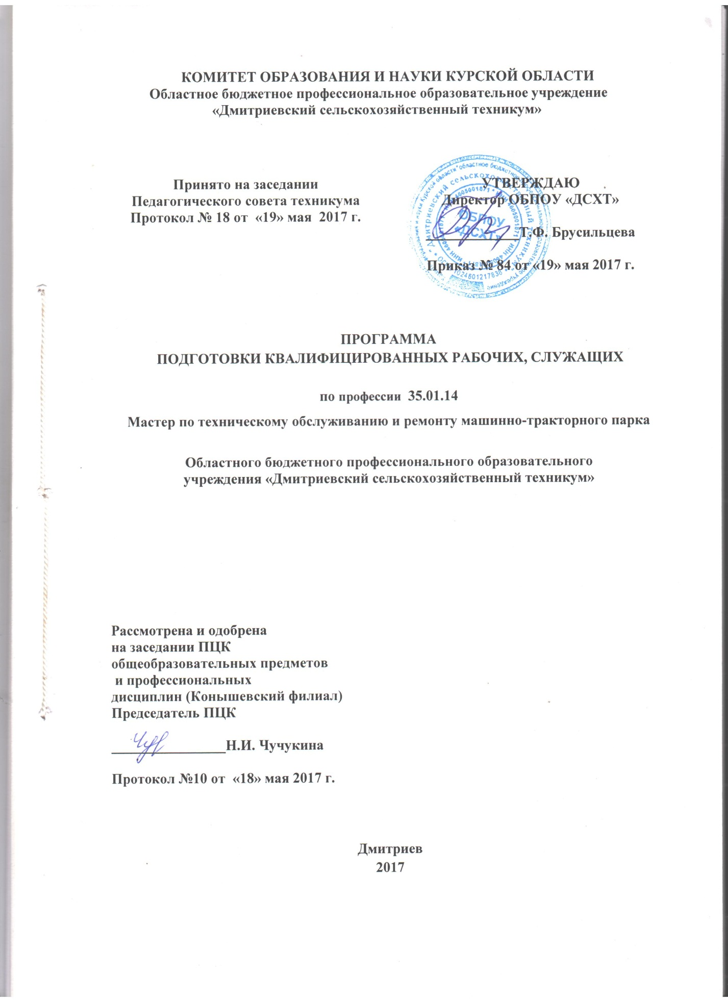 КОМИТЕТ ОБРАЗОВАНИЯ И НАУКИ КУРСКОЙ ОБЛАСТИ
Областное бюджетное профессиональное образовательное учреждение
«Дмитриевский сельскохозяйственный техникум»
Принято на заседании
Педагогического совета техникума
Протокол № 18 от «19» мая 2017 г.
УТВЕРЖДАЮ
Директор ОБПОУ «ДСХТ»
Т.Ф. Брусильцева
Приказ № 84 от «19» мая 2017 г.
ОБПОУ
«ДСХТ»
ПРОГРАММА
ПОДГОТОВКИ КВАЛИФИЦИРОВАННЫХ РАБОЧИХ, СЛУЖАЩИХ
по профессии 35.01.14
Мастер по техническому обслуживанию и ремонту машинно-тракторного парка
Областного бюджетного профессионального образовательного
учреждения «Дмитриевский сельскохозяйственный техникум»
Рассмотрена и одобрена
на заседании ПЦК
общеобразовательных предметов
и профессиональных
дисциплин (Конышевский филиал)
Председатель ПЦК
Н.И. Чучукина
Протокол №10 от «18» мая 2017 г.
Дмитриев
2017